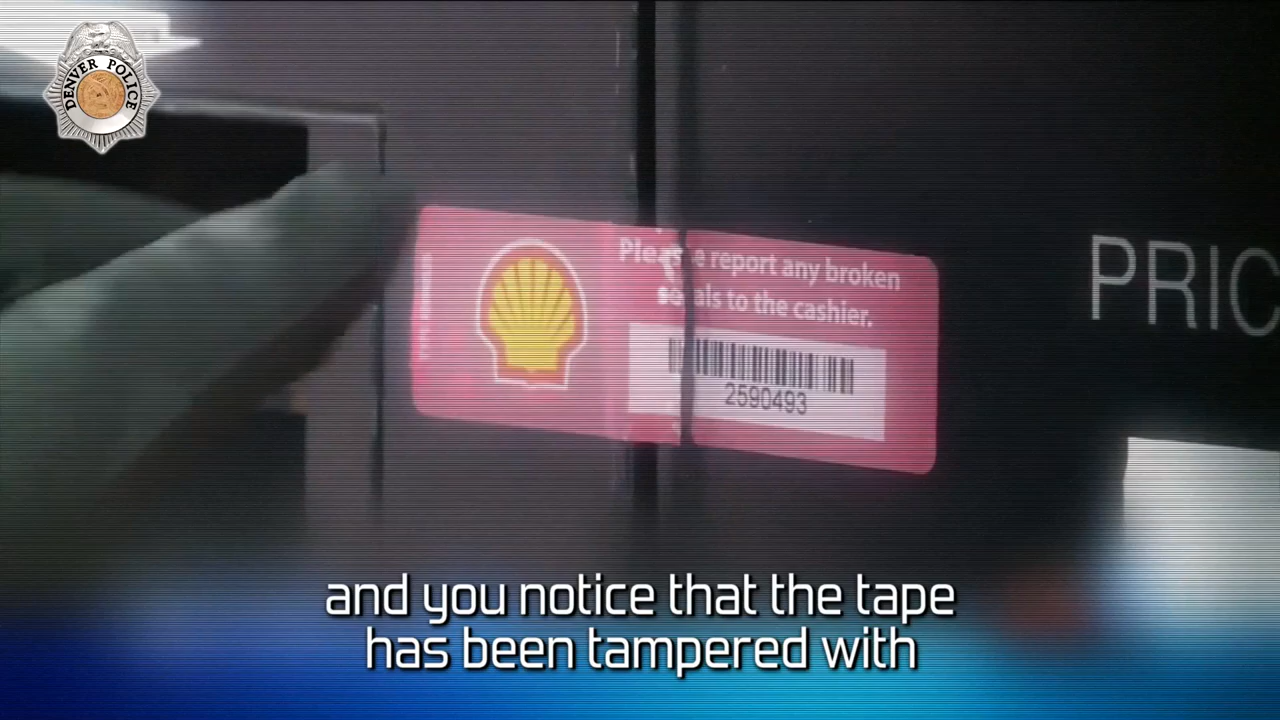 DENVER POLICE
Please report any broken
seals to the cashier.
2590493
PRIC
and you notice that the tape
has been tampered with